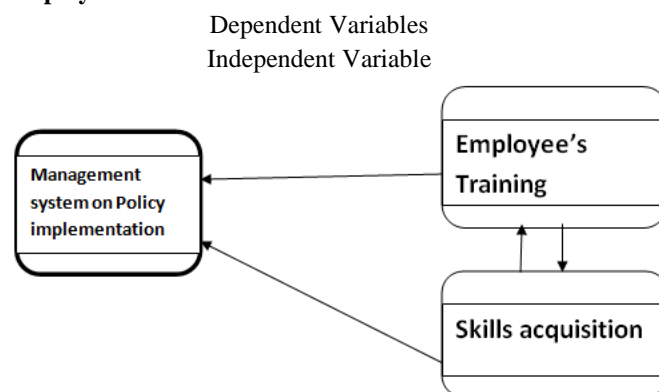 Dependent Variables
Independent Variable
Management
system on Policy
implementation
Employee's
Training
Skills acquisition